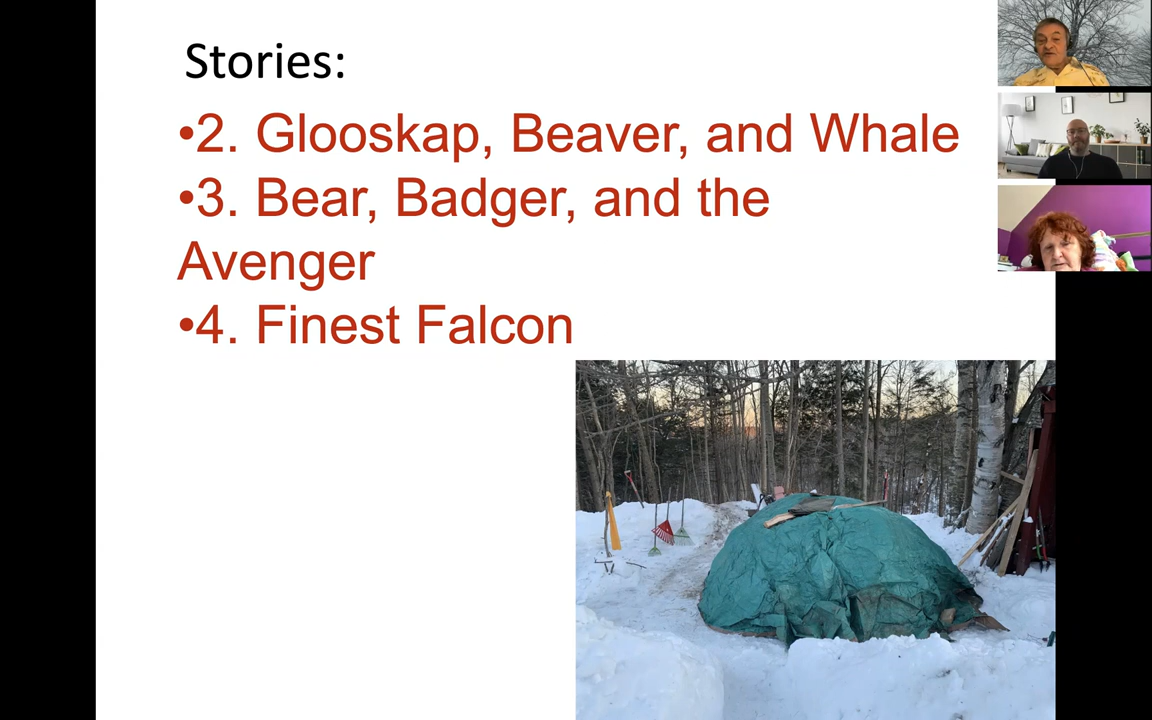 Stories:
•2. Glooskap, Beaver, and Whale
•3. Bear, Badger, and the
Avenger
•4. Finest Falcon